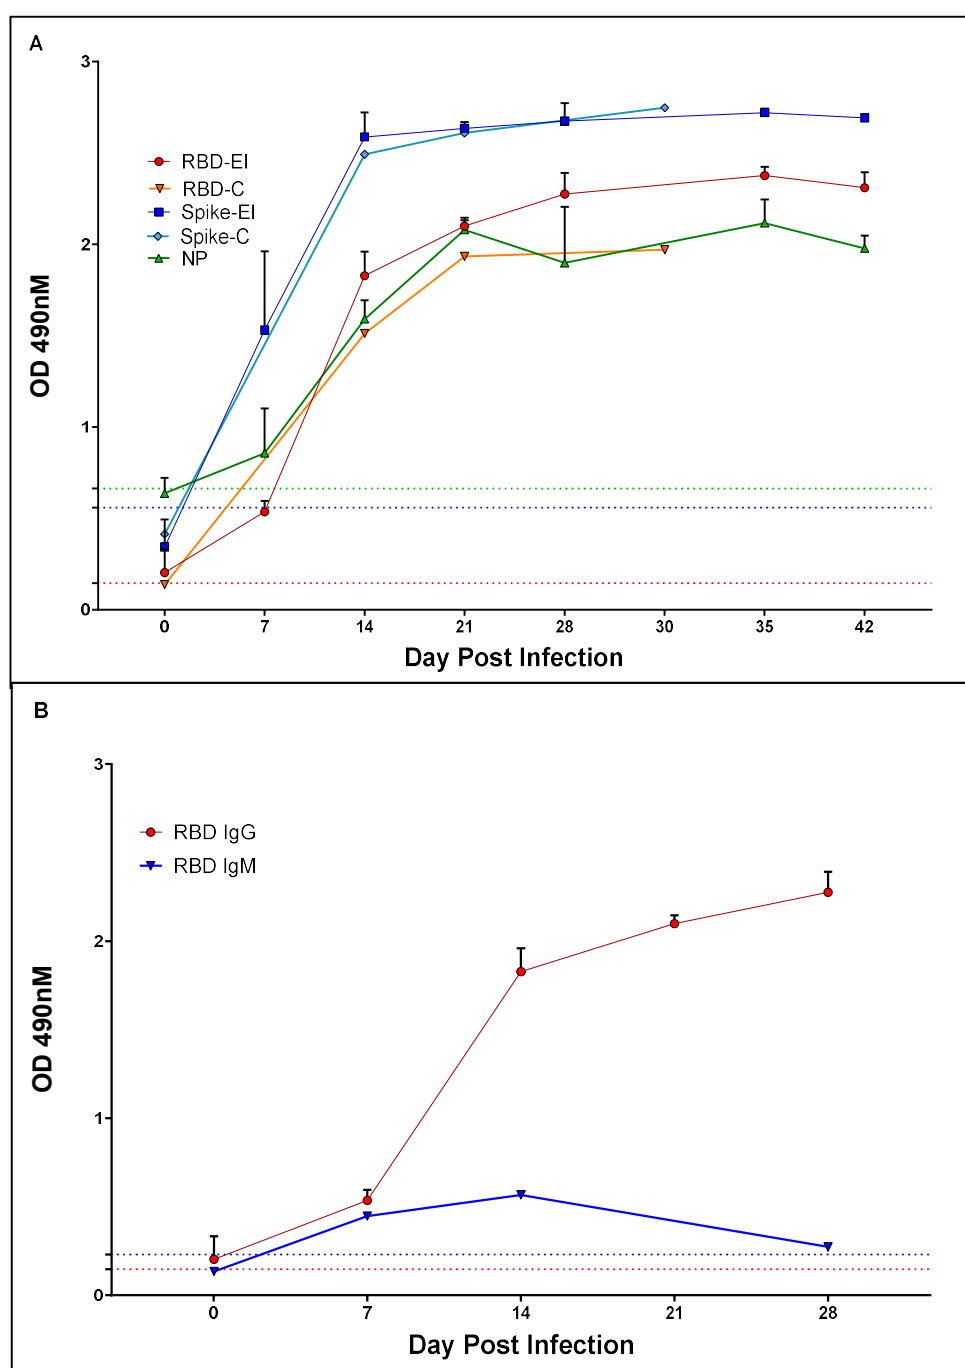 A
3
RBD-EI
RBD-C
Spike-EI
Spike-C
NP
2
1
0
OD 490nM
0 7 14 21 28 30 35 42
Day Post Infection
B
3
RBD IgG
RBD IgM
2
1
0
OD 490nM
0 7 14 21 28
Day Post Infection